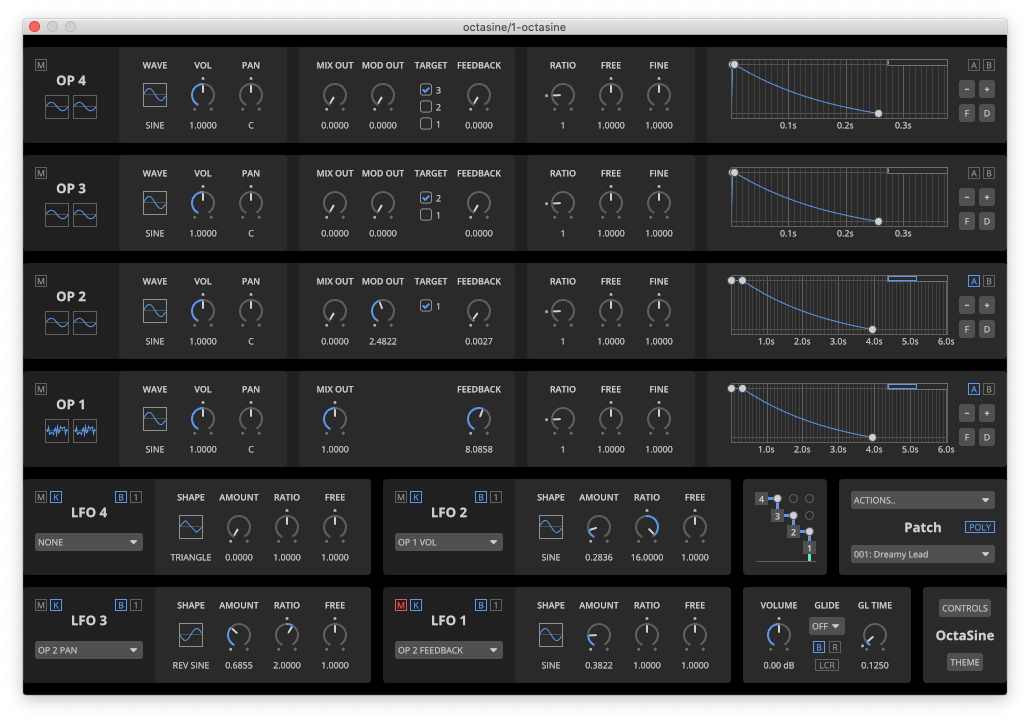 octasine/1-octasine
M
OP 4
WAVE VOL PAN
SINE 1.0000 C
MIX OUT MOD OUT TARGET FEEDBACK
3
2
1
0.0000 0.0000 0.0000
RATIO FREE FINE
1 1.0000 1.0000
0.1s 0.2s 0.3s
A B
- +
F D
M
OP 3
WAVE VOL PAN
SINE 1.0000 C
MIX OUT MOD OUT TARGET FEEDBACK
2
1
0.0000 0.0000 0.0000
RATIO FREE FINE
1 1.0000 1.0000
0.1s 0.2s 0.3s
A B
- +
F D
M
OP 2
WAVE VOL PAN
SINE 1.0000 C
MIX OUT MOD OUT TARGET FEEDBACK
1
0.0000 2.4822 0.0027
RATIO FREE FINE
1 1.0000 1.0000
1.0s 2.0s 3.0s 4.0s 5.0s 6.0s
A B
- +
F D
M
OP 1
WAVE VOL PAN
SINE 1.0000 C
MIX OUT FEEDBACK
1.0000 8.0858
RATIO FREE FINE
1 1.0000 1.0000
1.0s 2.0s 3.0s 4.0s 5.0s 6.0s
A B
- +
F D
M K B 1
LFO 4
NONE
SHAPE AMOUNT RATIO FREE
TRIANGLE 0.0000 1.0000 1.0000
M K B 1
LFO 2
OP 1 VOL
SHAPE AMOUNT RATIO FREE
SINE 0.2836 16.0000 1.0000
4
3
2
1
ACTIONS..
Patch POLY
001: Dreamy Lead
M K B 1
LFO 3
OP 2 PAN
SHAPE AMOUNT RATIO FREE
REV SINE 0.6855 2.0000 1.0000
M K B 1
LFO 1
OP 2 FEEDBACK
SHAPE AMOUNT RATIO FREE
SINE 0.3822 1.0000 1.0000
VOLUME GLIDE GL TIME
OFF
B R
0.00 dB LCR 0.1250
CONTROLS
OctaSine
THEME